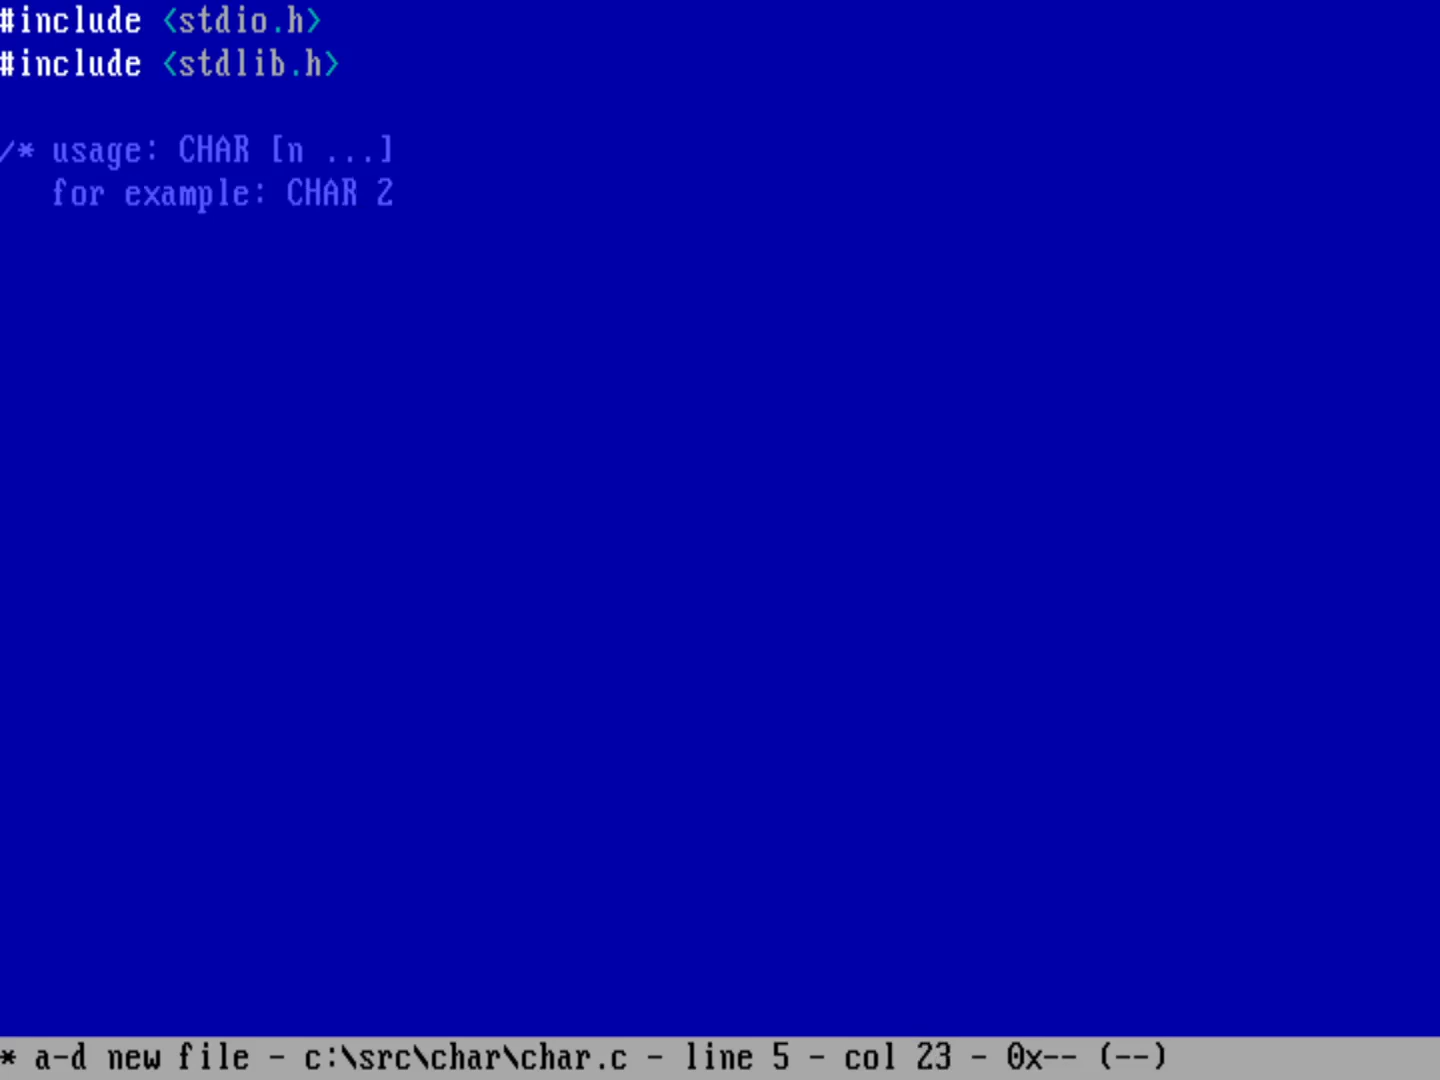 #include <stdio.h>
#include <stdlib.h>
/* usage: CHAR [n ...]
for example: CHAR 2
* a-d new file - c:\src\char\char.c - line 5 - col 23 - 0x-- (--)